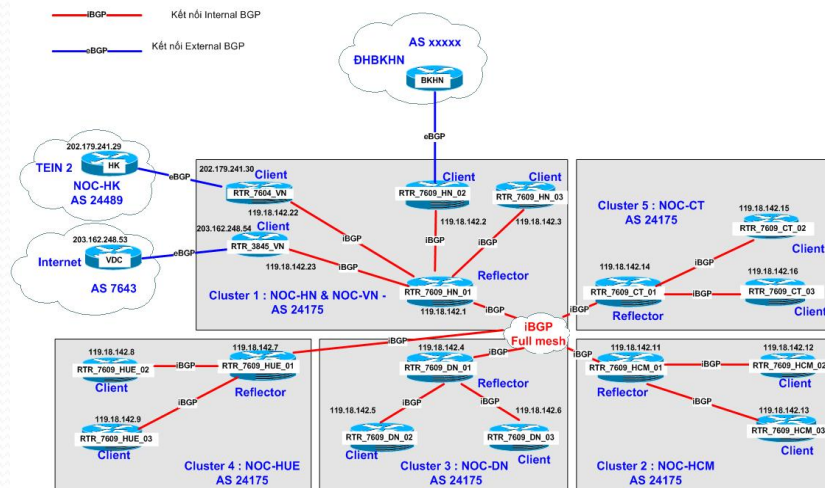 iBGP
Kết nối Internal BGP
eBGP
Kết nối External BGP
AS xxxxx
ĐHBKHN
BKHN
eBGP
202.179.241.29
TEIN 2
HK
NOC-HK
AS 24489
eBGP
202.179.241.30
Client
RTR_7604_VN
119.18.142.22
203.162.248.54
Client
RTR_3845_VN
119.18.142.23
203.162.248.53
Internet
VDC
AS 7643
eBGP
Client
RTR_7609_HN_02
119.18.142.2
Client
RTR_7609_HN_03
119.18.142.3
iBGP
iBGP
iBGP
iBGP
Reflector
RTR_7609_HN_01
119.18.142.1
Cluster 1 : NOC-HN & NOC-VN -
AS 24175
iBGP
Cluster 5 : NOC-CT
AS 24175
119.18.142.15
RTR_7609_CT_02
Client
119.18.142.14
RTR_7609_CT_01
Reflector
iBGP
iBGP
119.18.142.16
RTR_7609_CT_03
Client
iBGP
iBGP
Full mesh
iBGP
iBGP
iBGP
119.18.142.8
RTR_7609_HUE_02
Client
iBGP
119.18.142.7
RTR_7609_HUE_01
Reflector
119.18.142.9
RTR_7609_HUE_03
Client
iBGP
Cluster 4 : NOC-HUE
AS 24175
119.18.142.4
RTR_7609_DN_01
Reflector
iBGP
iBGP
119.18.142.5
RTR_7609_DN_02
Client
119.18.142.6
RTR_7609_DN_03
Client
Cluster 3 : NOC-DN
AS 24175
119.18.142.11
RTR_7609_HCM_01
Reflector
iBGP
iBGP
119.18.142.12
RTR_7609_HCM_02
Client
119.18.142.13
RTR_7609_HCM_03
Client
Cluster 2 : NOC-HCM
AS 24175